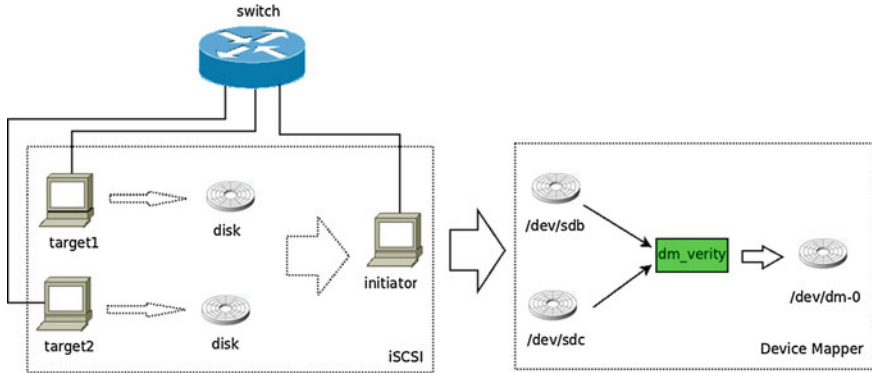 switch
target1
disk
initiator
target2
disk
iSCSI
/dev/sdb
dm_verity
/dev/dm-0
/dev/sdc
Device Mapper